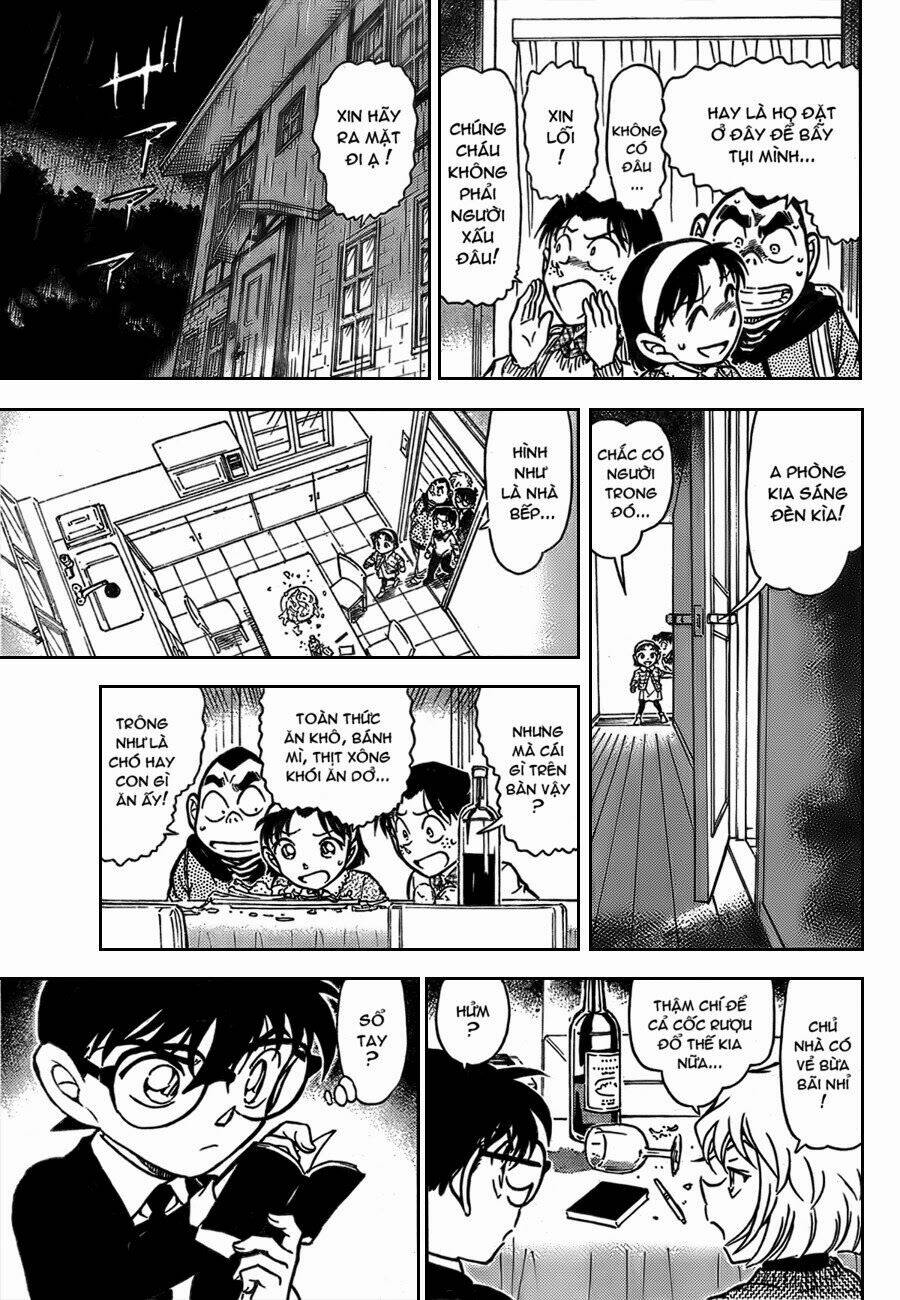 HAY LÀ HỌ ĐẶT
Ở ĐÂY ĐỂ BẪY
TỤI MÌNH...
KHÔNG
CÓ
ĐÂU
...
XIN
LỖI!
CHÚNG
CHÁU
KHÔNG
PHẢI
NGƯỜI
XẤU
ĐÂU!
XIN HÃY
RA MẶT
ĐI Ạ!
A PHÒNG
KIA SÁNG
ĐÈN KÌA!
CHẮC CÓ
NGƯỜI
TRONG
ĐÓ...
HÌNH
NHƯ
LÀ NHÀ
BẾP...
NHƯNG
MÀ CÁI
GÌ TRÊN
BÀN VẬY
?
TOÀN THỨC
ĂN KHÔ, BÁNH
MÌ, THỊT XÔNG
KHÓI ĂN DỞ...
TRÔNG
NHƯ LÀ
CHÓ HAY
CON GÌ
ĂN ẤY!
CHỦ
NHÀ CÓ
VẺ BỪA
BÃI NHỈ
!
THẬM CHÍ ĐỂ
CẢ CỐC RƯỢU
ĐỔ THẾ KIA
NỮA...
HỬM
?
SỔ
TAY
?